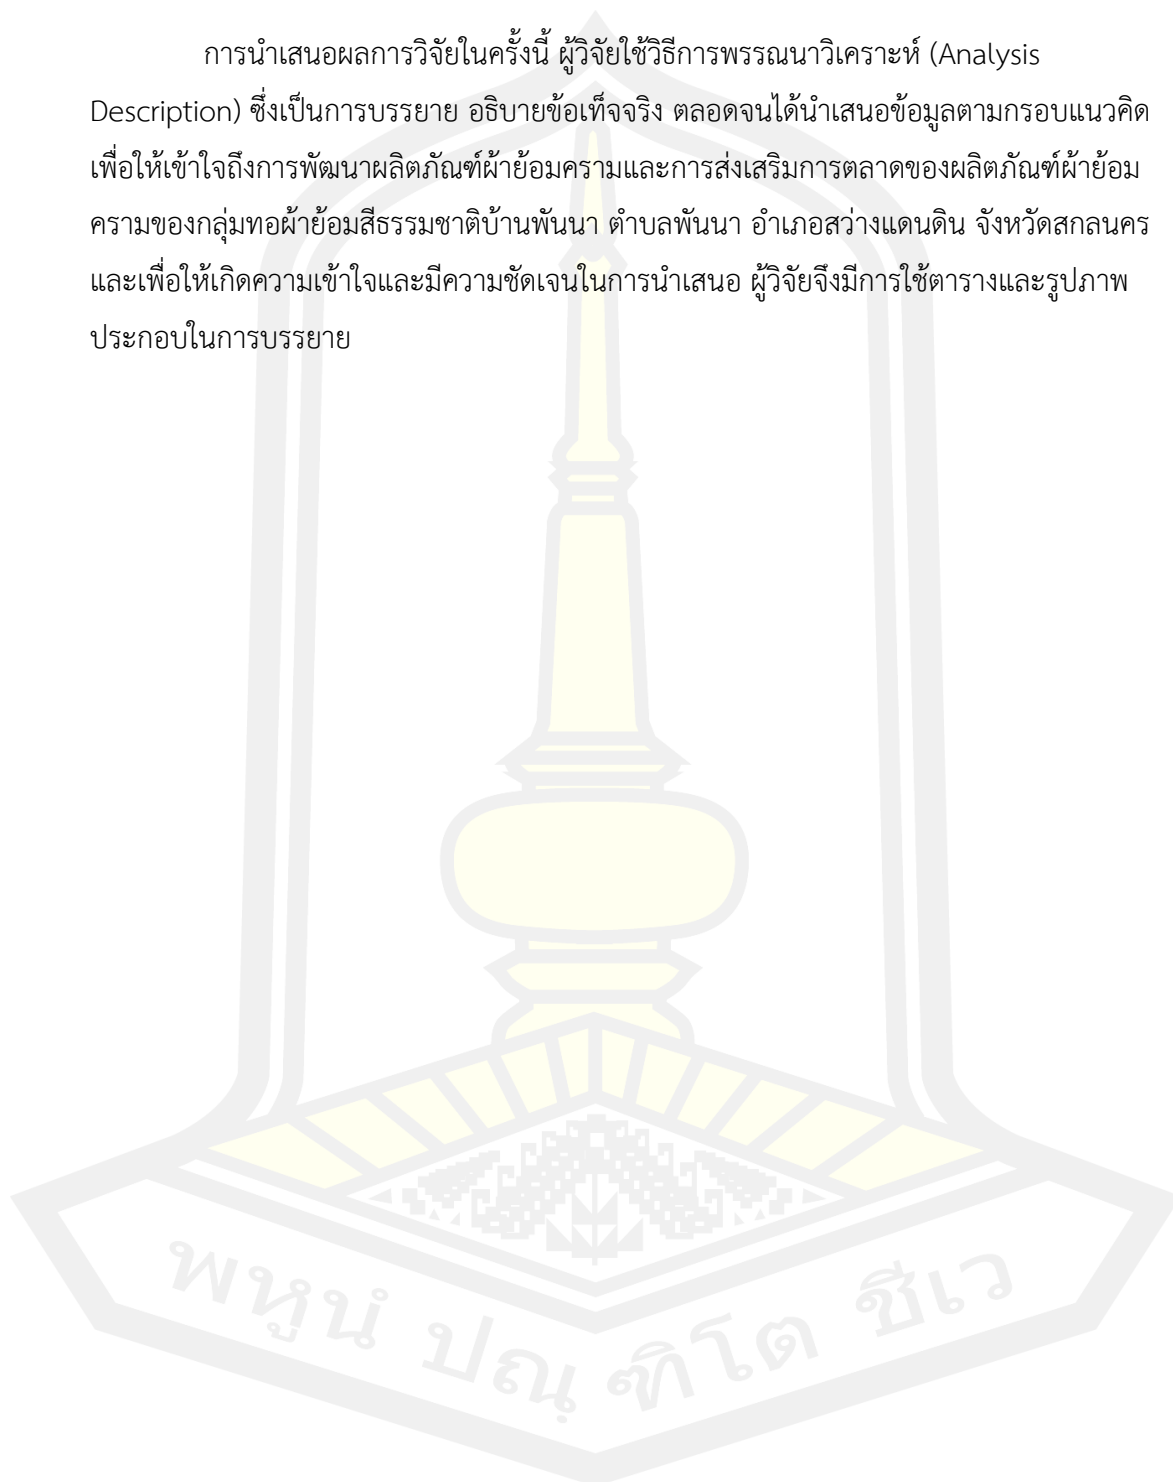 การนำเสนอผลการวิจัยในครั้งนี้ ผู้วิจัยใช้วิธีการพรรณนาวิเคราะห์ (Analysis
Description) ซึ่งเป็นการบรรยาย อธิบายข้อเท็จจริง ตลอดจนได้นำเสนอข้อมูลตามกรอบแนวคิด
เพื่อให้เข้าใจถึงการพัฒนาผลิตภัณฑ์ผ้าย้อมครามและการส่งเสริมการตลาดของผลิตภัณฑ์ผ้าย้อม
ครามของกลุ่มทอผ้าย้อมสีธรรมชาติบ้านพันนา ตำบลพันนา อำเภอสว่างแดนดิน จังหวัดสกลนคร
และเพื่อให้เกิดความเข้าใจและมีความชัดเจนในการนำเสนอ ผู้วิจัยจึงมีการใช้ตารางและรูปภาพ
ประกอบในการบรรยาย
พหูนํ ปณฺ ฑิโต ชีเว